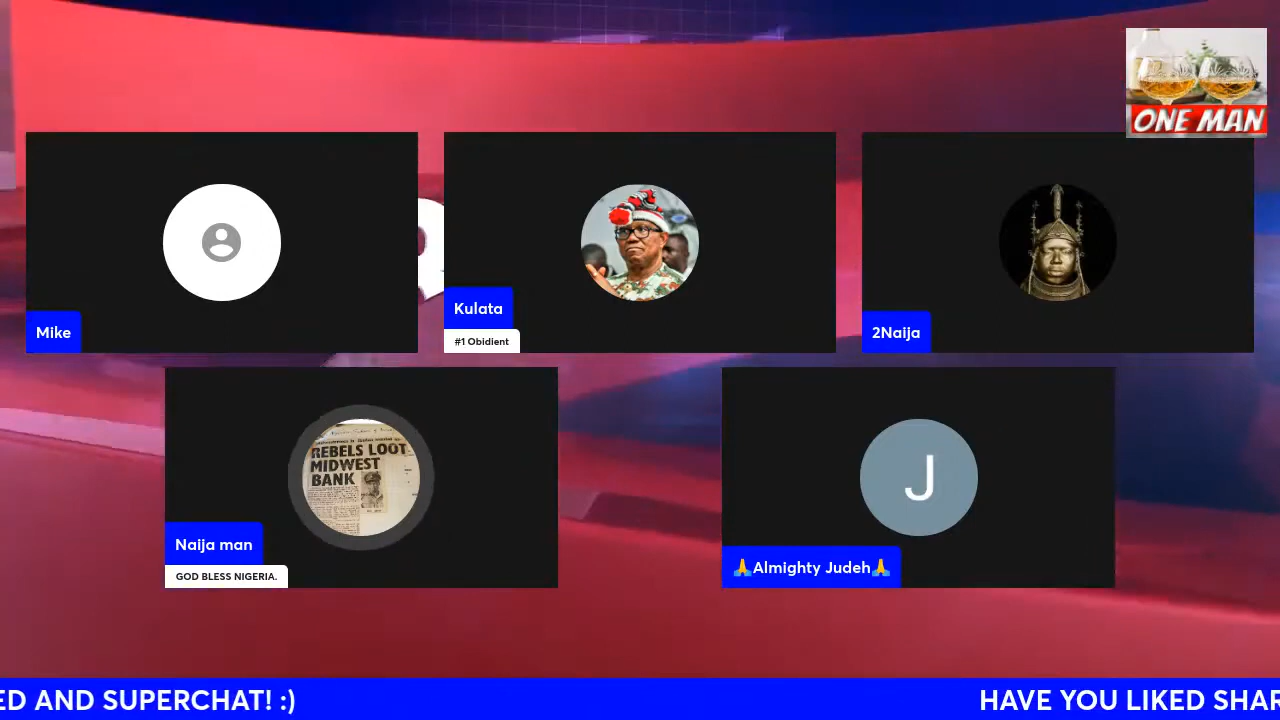 ONE MAN
Mike
Kulata
#1 Obidient
2Naija
REBELS LOOT
MIDWEST
BANK
Naija man
GOD BLESS NIGERIA.
J
🙏Almighty Judeh🙏
ED AND SUPERCHAT! :)
HAVE YOU LIKED SHAR